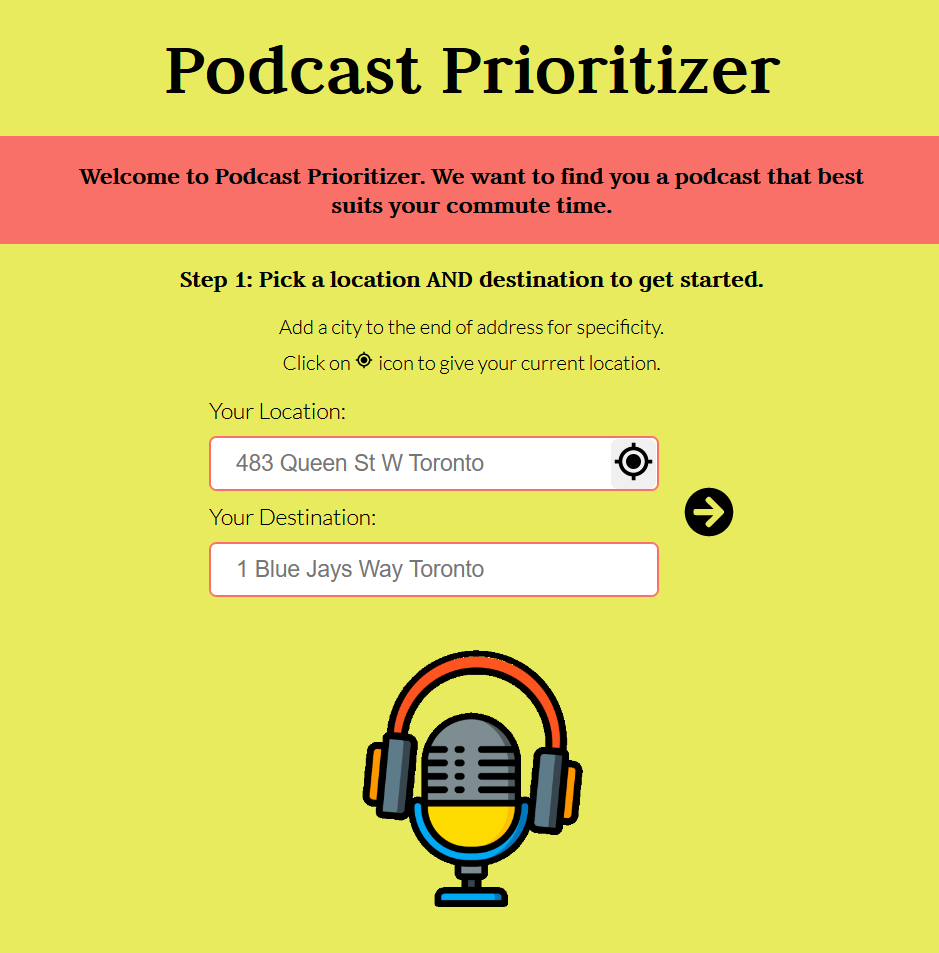 Podcast Prioritizer
Welcome to Podcast Prioritizer. We want to find you a podcast that best
suits your commute time.
Step 1: Pick a location AND destination to get started.
Add a city to the end of address for specificity.
Click on icon to give your current location.
Your Location:
483 Queen St W Toronto
Your Destination:
1 Blue Jays Way Toronto